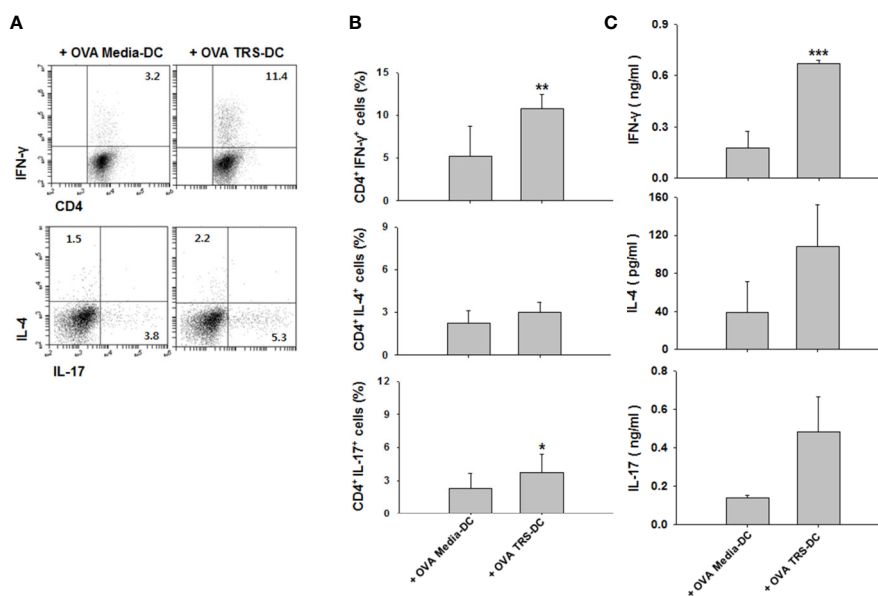 A
+ OVA Media-DC + OVA TRS-DC
3.2 11.4
IFN-γ
CD4
1.5 2.2
3.8 5.3
IL-4
IL-17
B
CD4⁺ IFN-γ⁺ cells (%)
15
10
5
0
**
CD4⁺ IL-4⁺ cells (%)
9
6
3
0
CD4⁺ IL-17⁺ cells (%)
12
9
6
3
0
*
+ OVA Media-DC
+ OVA TRS-DC
C
IFN-γ ( ng/ml )
0.6
0.3
0.0
***
IL-4 ( pg/ml )
160
120
80
40
0
IL-17 ( ng/ml )
0.8
0.6
0.4
0.2
0.0
+ OVA Media-DC
+ OVA TRS-DC